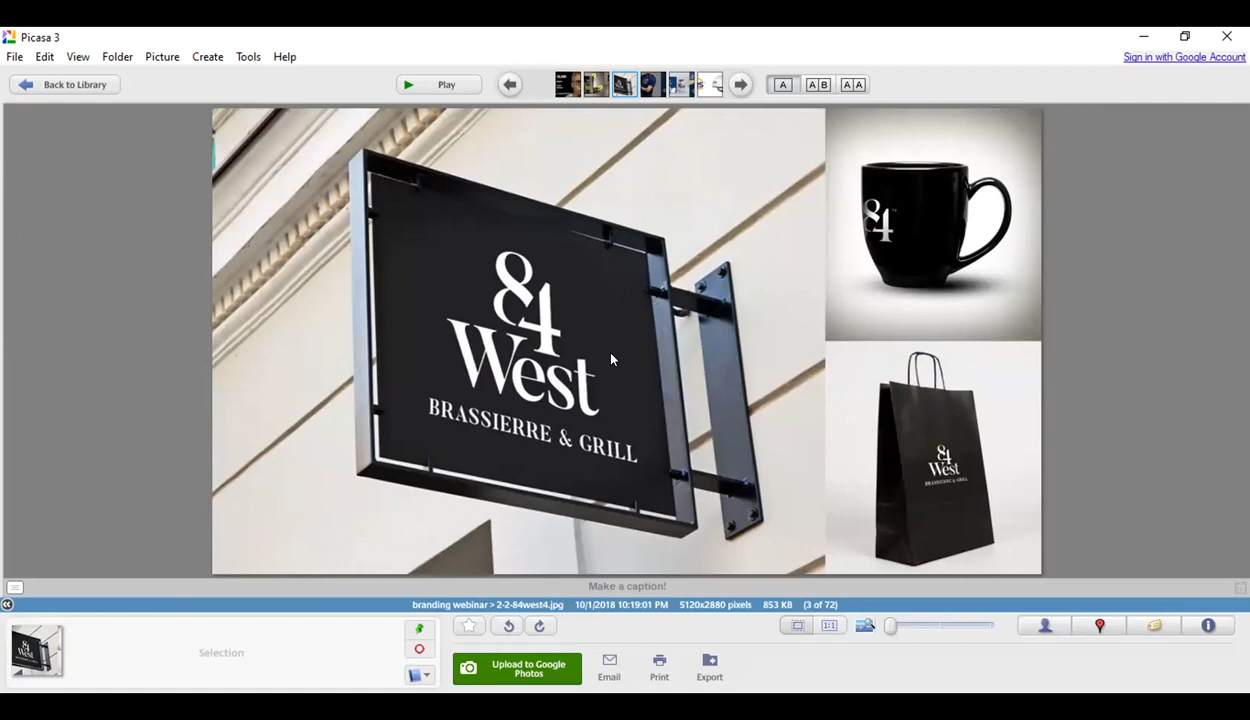 Picasa 3
File Edit View Folder Picture Create Tools Help
Sign in with Google Account
Back to Library
Play
A
A B
A A
84
West
BRASSIERRE & GRILL
84
84
West
BRASSIERRE & GRILL
Make a caption!
branding webinar > 2-2-84west4.jpg 10/1/2018 10:19:01 PM 5120x2880 pixels 853 KB (3 of 72)
1:1
Selection
Upload to Google
Photos
Email
Print
Export